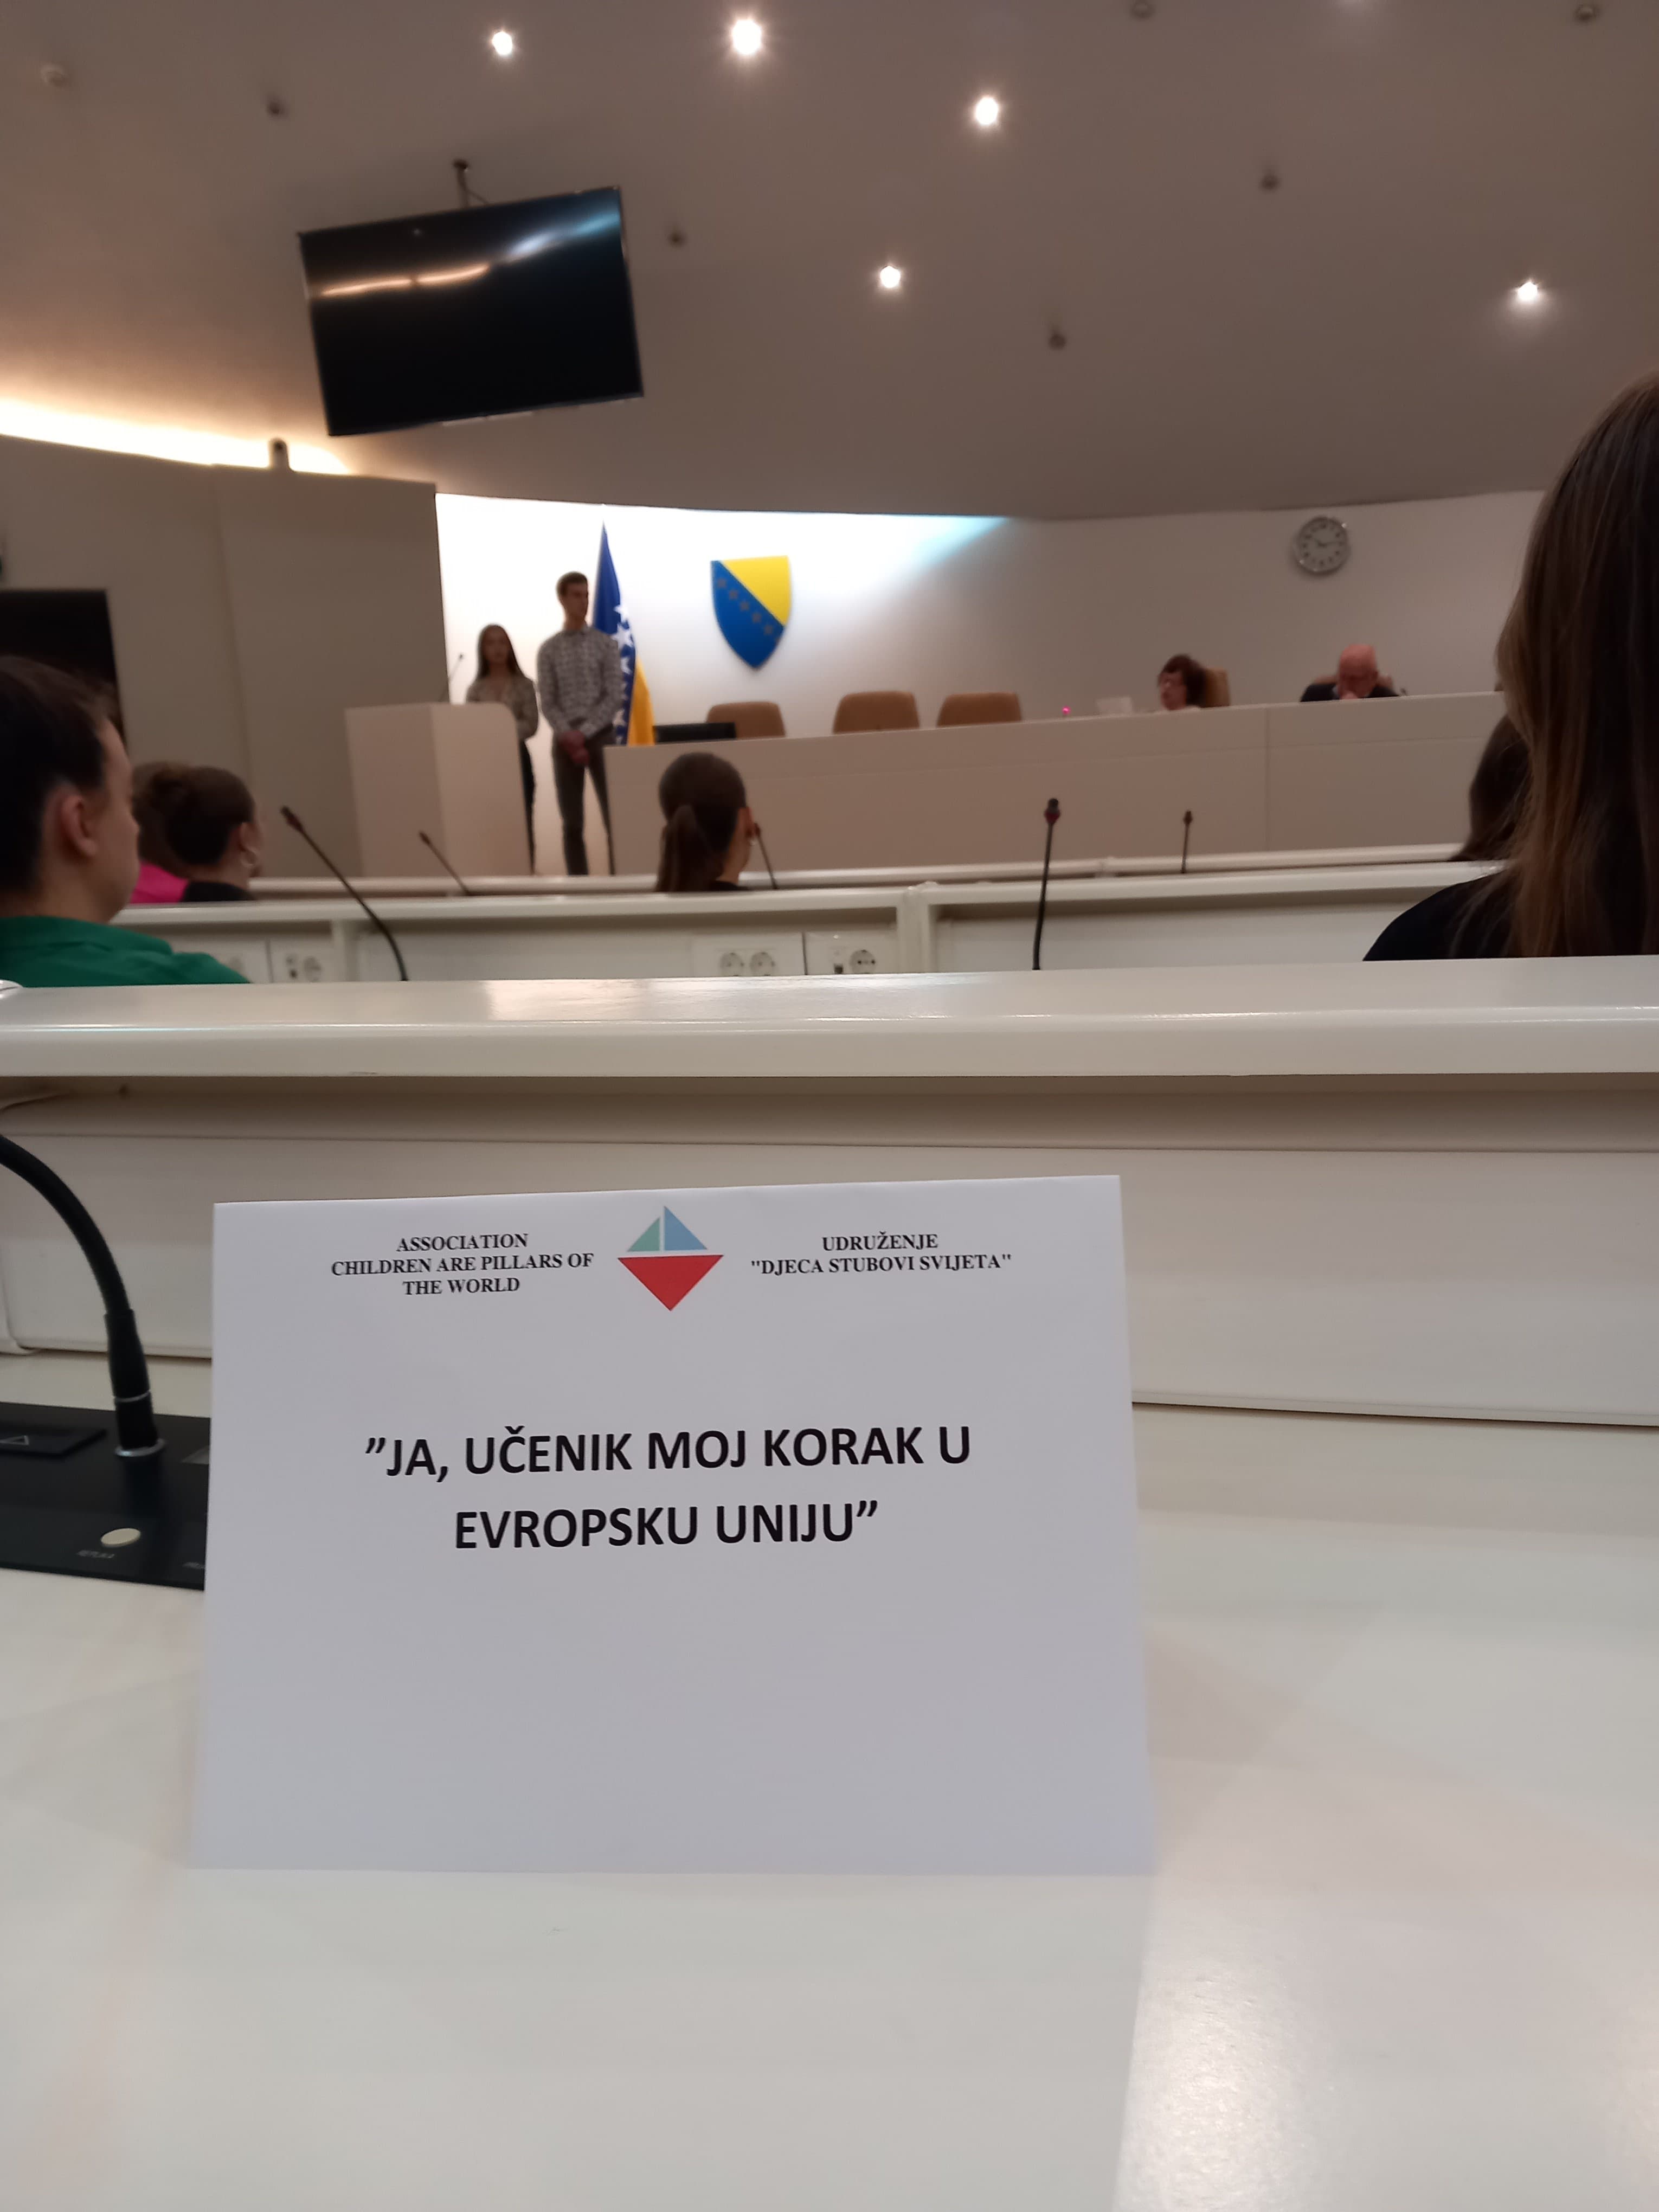 ASSOCIATION
CHILDREN ARE PILLARS OF
THE WORLD
UDRUŽENJE
"DJECA STUBOVI SVIJETA"
”JA, UČENIK MOJ KORAK U
EVROPSKU UNIJU”